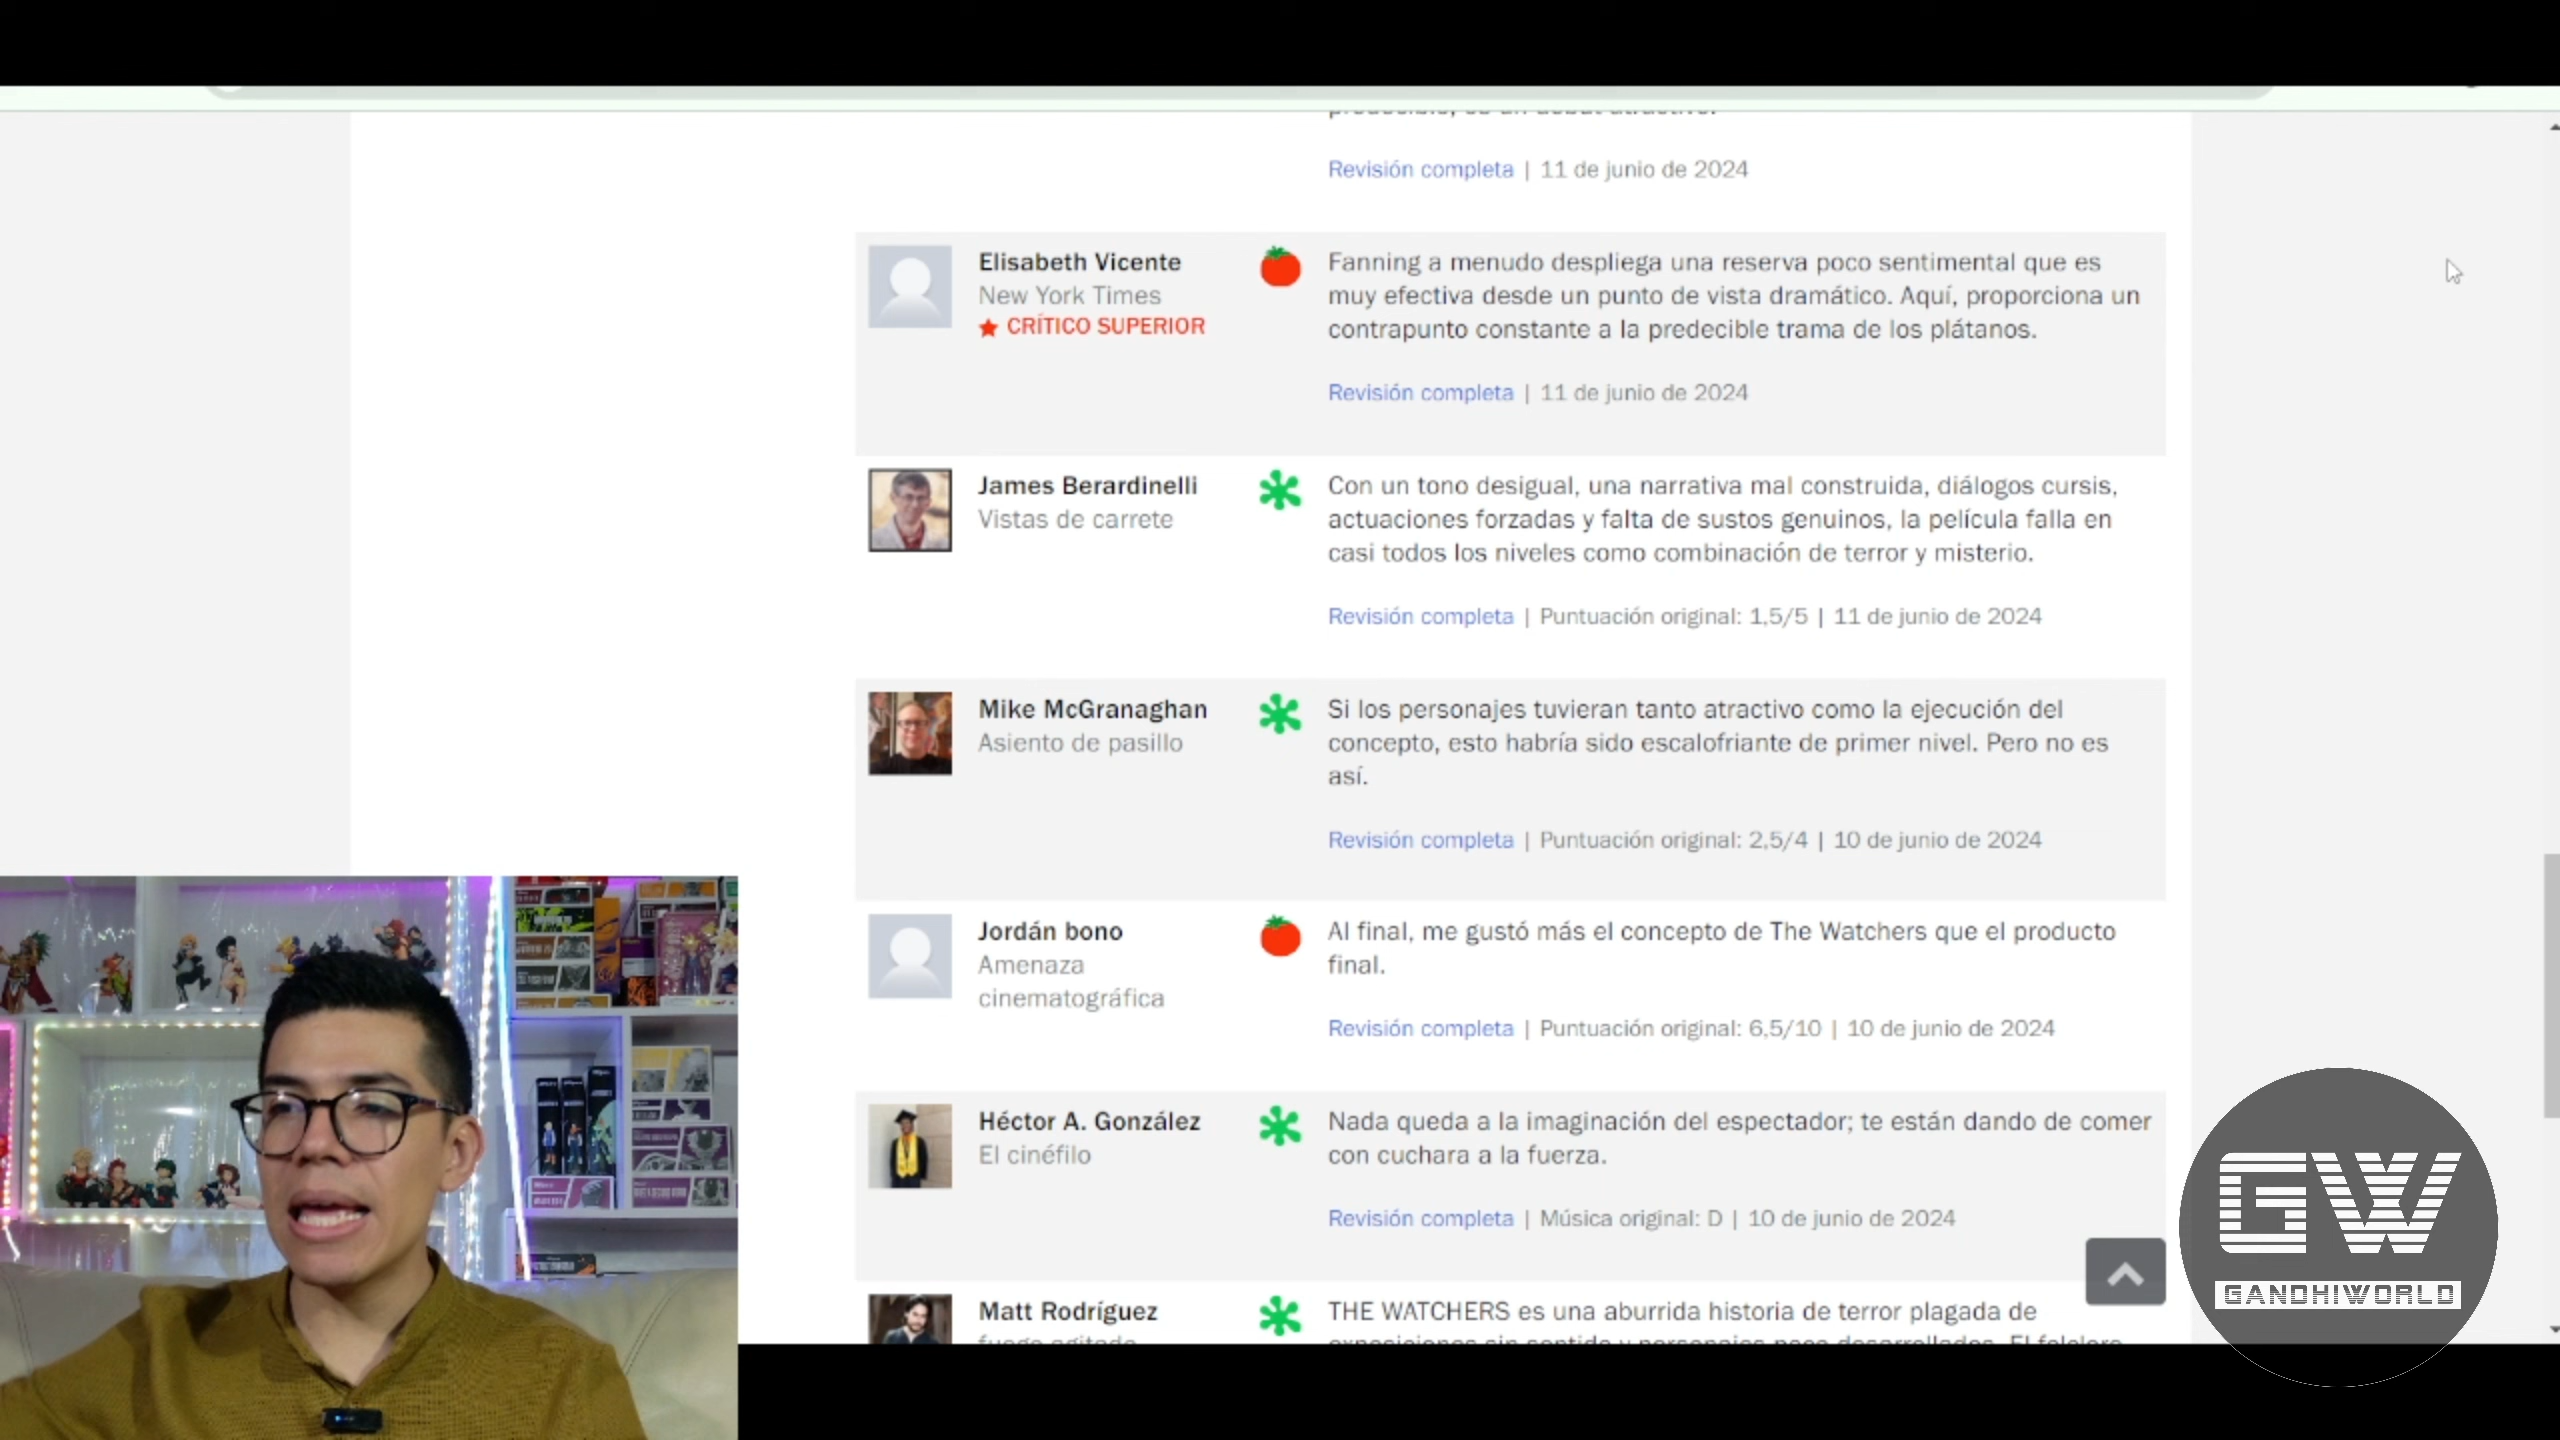 Revisión completa | 11 de junio de 2024
Elisabeth Vicente
New York Times
CRÍTICO SUPERIOR
Fanning a menudo despliega una reserva poco sentimental que es
muy efectiva desde un punto de vista dramático. Aquí, proporciona un
contrapunto constante a la predecible trama de los plátanos.
Revisión completa | 11 de junio de 2024
James Berardinelli
Vistas de carrete
Con un tono desigual, una narrativa mal construida, diálogos cursis,
actuaciones forzadas y falta de sustos genuinos, la película falla en
casi todos los niveles como combinación de terror y misterio.
Revisión completa | Puntuación original: 1,5/5 | 11 de junio de 2024
Mike McGranaghan
Asiento de pasillo
Si los personajes tuvieran tanto atractivo como la ejecución del
concepto, esto habría sido escalofriante de primer nivel. Pero no es
así.
Revisión completa | Puntuación original: 2,5/4 | 10 de junio de 2024
Jordán bono
Amenaza
cinematográfica
Al final, me gustó más el concepto de The Watchers que el producto
final.
Revisión completa | Puntuación original: 6,5/10 | 10 de junio de 2024
Héctor A. González
El cinéfilo
Nada queda a la imaginación del espectador; te están dando de comer
con cuchara a la fuerza.
Revisión completa | Música original: D | 10 de junio de 2024
Matt Rodríguez
THE WATCHERS es una aburrida historia de terror plagada de
GW
GANDHIWORLD